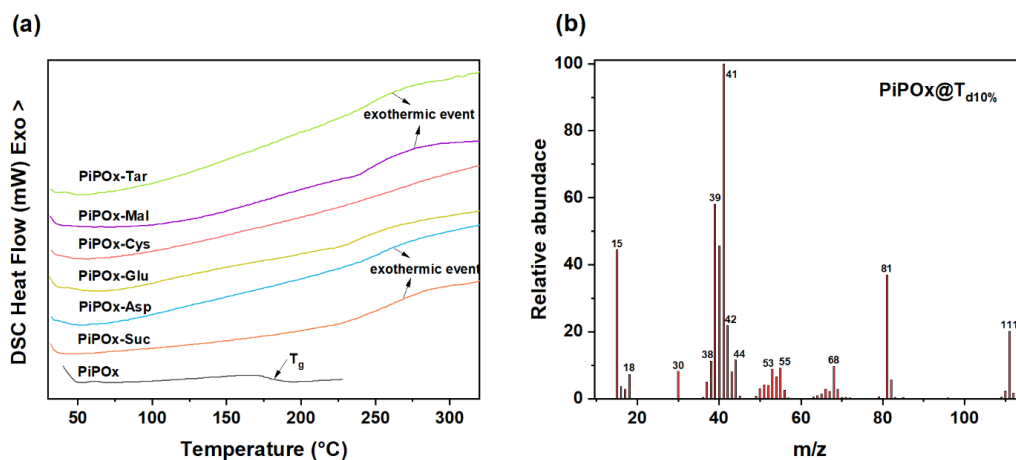 (a)
DSC Heat Flow (mW) Exo >
exothermic event
PiPOx-Tar
PiPOx-Mal
PiPOx-Cys
PiPOx-Glu
exothermic event
PiPOx-Asp
PiPOx-Suc
PiPOx
Tg
50 100 150 200 250 300
Temperature (°C)
(b)
Relative abundace
PiPOx@Td10%
100
80
60
40
20
0
15
18
30
38
39
41
42
44
53
55
68
81
111
20 40 60 80 100
m/z